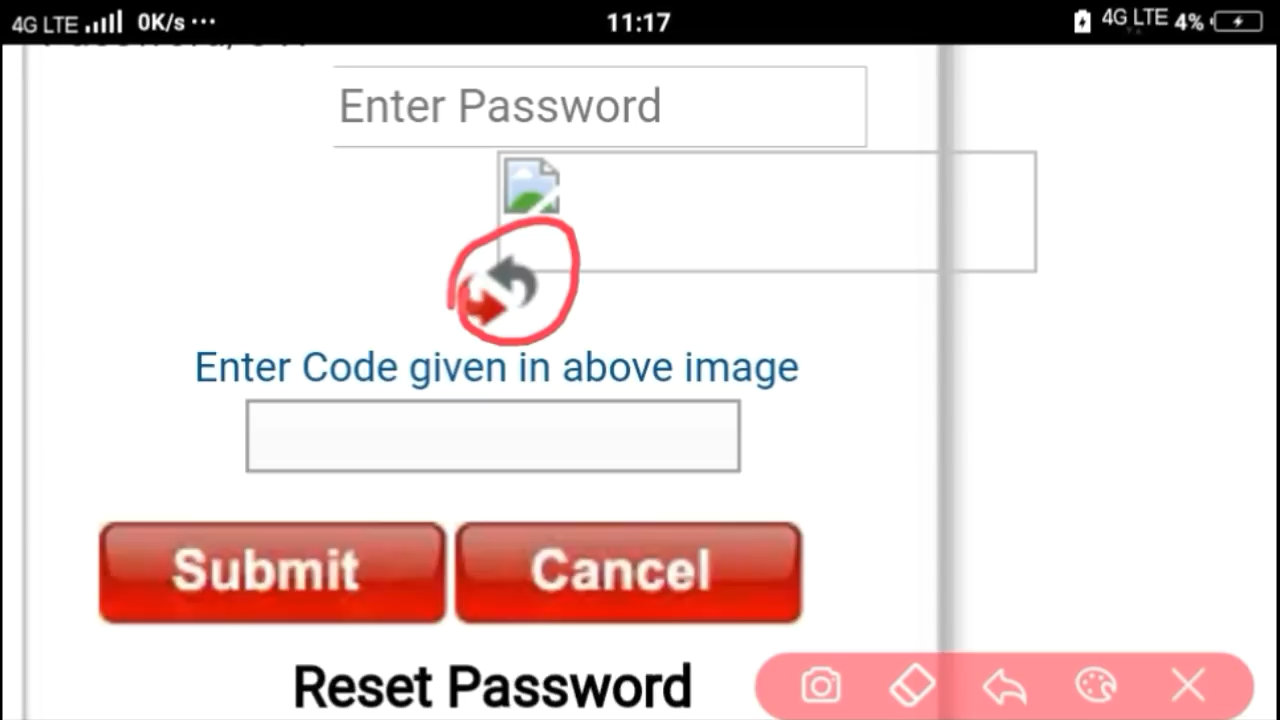 4G LTE 0K/s ... 11:17 4G LTE 4%
Enter Password
Enter Code given in above image
Submit Cancel
Reset Password